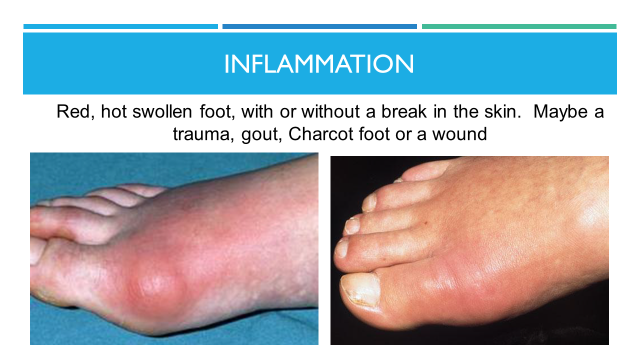 INFLAMMATION
Red, hot swollen foot, with or without a break in the skin.  Maybe a
trauma, gout, Charcot foot or a wound